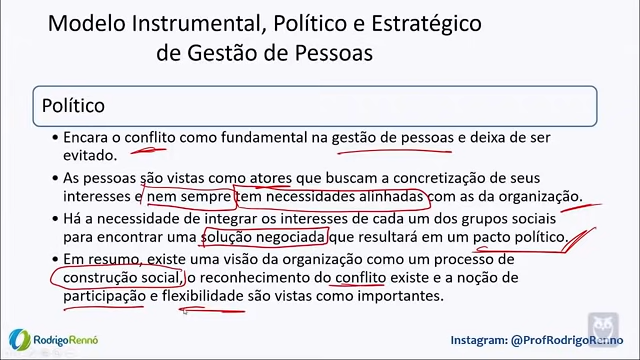 Modelo Instrumental, Político e Estratégico
de Gestão de Pessoas
Político
• Encara o conflito como fundamental na gestão de pessoas e deixa de ser
evitado.
• As pessoas são vistas como atores que buscam a concretização de seus
interesses e nem sempre tem necessidades alinhadas com as da organização.
• Há a necessidade de integrar os interesses de cada um dos grupos sociais
para encontrar uma solução negociada que resultará em um pacto político.
• Em resumo, existe uma visão da organização como um processo de
construção social, o reconhecimento do conflito existe e a noção de
participação e flexibilidade são vistas como importantes.
RodrigoRennó
Instagram: @ProfRodrigoRenno